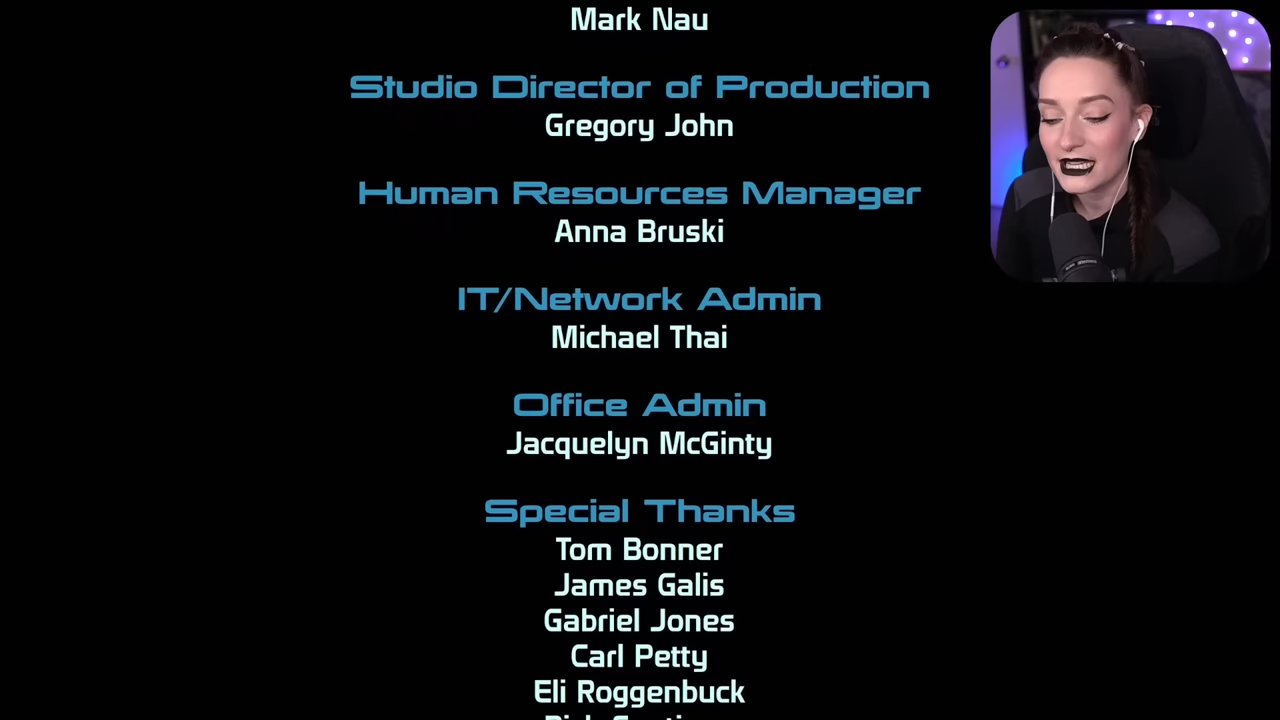 Mark Nau
Studio Director of Production
Gregory John
Human Resources Manager
Anna Bruski
IT/Network Admin
Michael Thai
Office Admin
Jacquelyn McGinty
Special Thanks
Tom Bonner
James Galis
Gabriel Jones
Carl Petty
Eli Roggenbuck